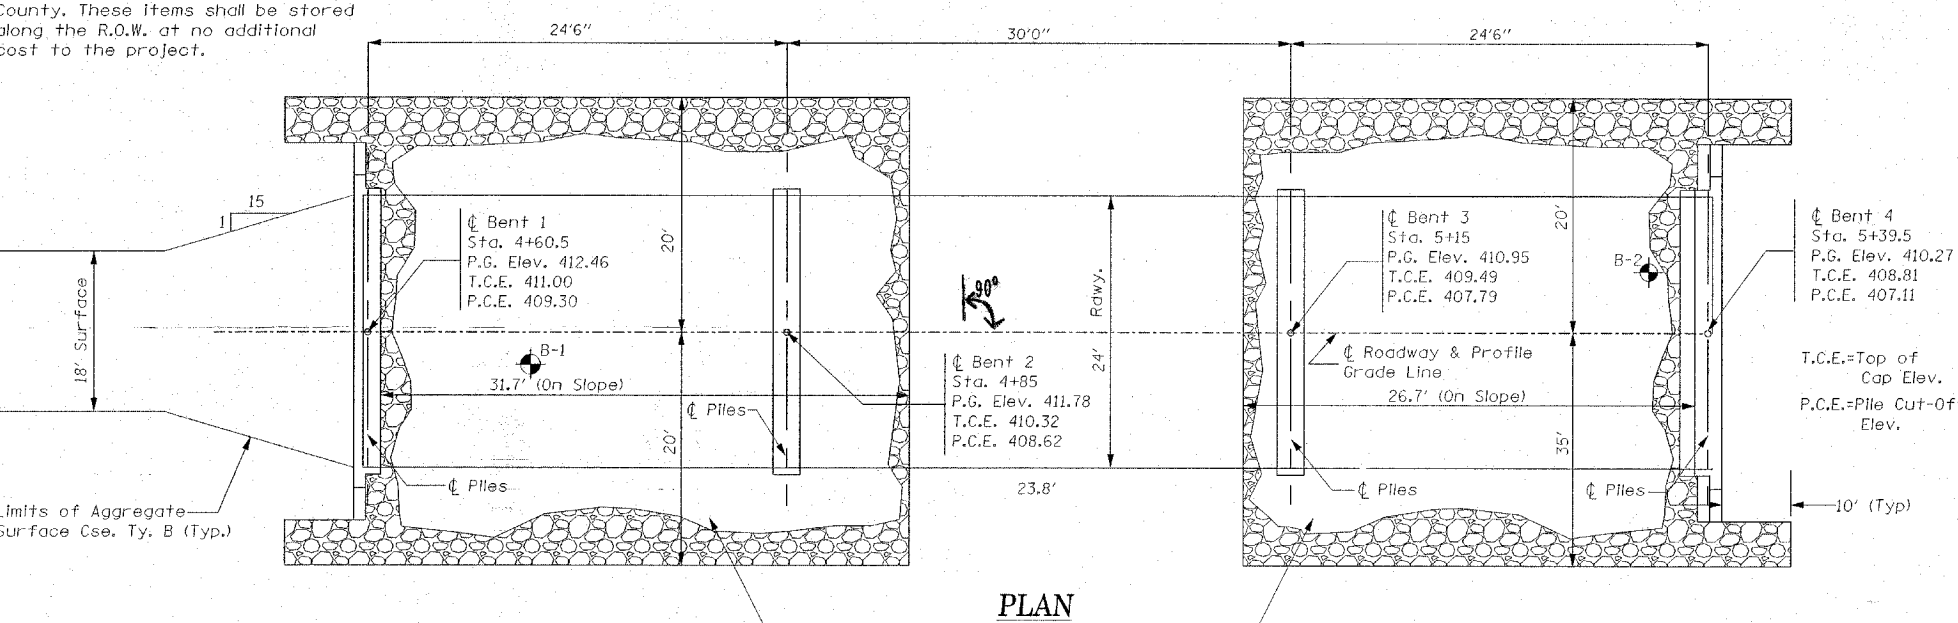 County. These items shall be stored
along the R.O.W. at no additional
cost to the project.
24'6"
30'0"
24'6"
15
1
18' Surface
Limits of Aggregate
Surface Cse. Ty. B (Typ.)
℄ Bent 1
Sta. 4+60.5
P.G. Elev. 412.46
T.C.E. 411.00
P.C.E. 409.30
20'
B-1
31.7' (On Slope)
℄ Piles
20'
℄ Piles
90°
℄ Bent 2
Sta. 4+85
P.G. Elev. 411.78
T.C.E. 410.32
P.C.E. 408.62
Rdwy.
24'
23.8'
℄ Bent 3
Sta. 5+15
P.G. Elev. 410.95
T.C.E. 409.49
P.C.E. 407.79
20'
B-2
℄ Roadway & Profile
Grade Line
26.7' (On Slope)
35'
℄ Piles
℄ Piles
℄ Bent 4
Sta. 5+39.5
P.G. Elev. 410.27
T.C.E. 408.81
P.C.E. 407.11
T.C.E.=Top of
Cap Elev.
P.C.E.=Pile Cut-Of
Elev.
10' (Typ)
PLAN